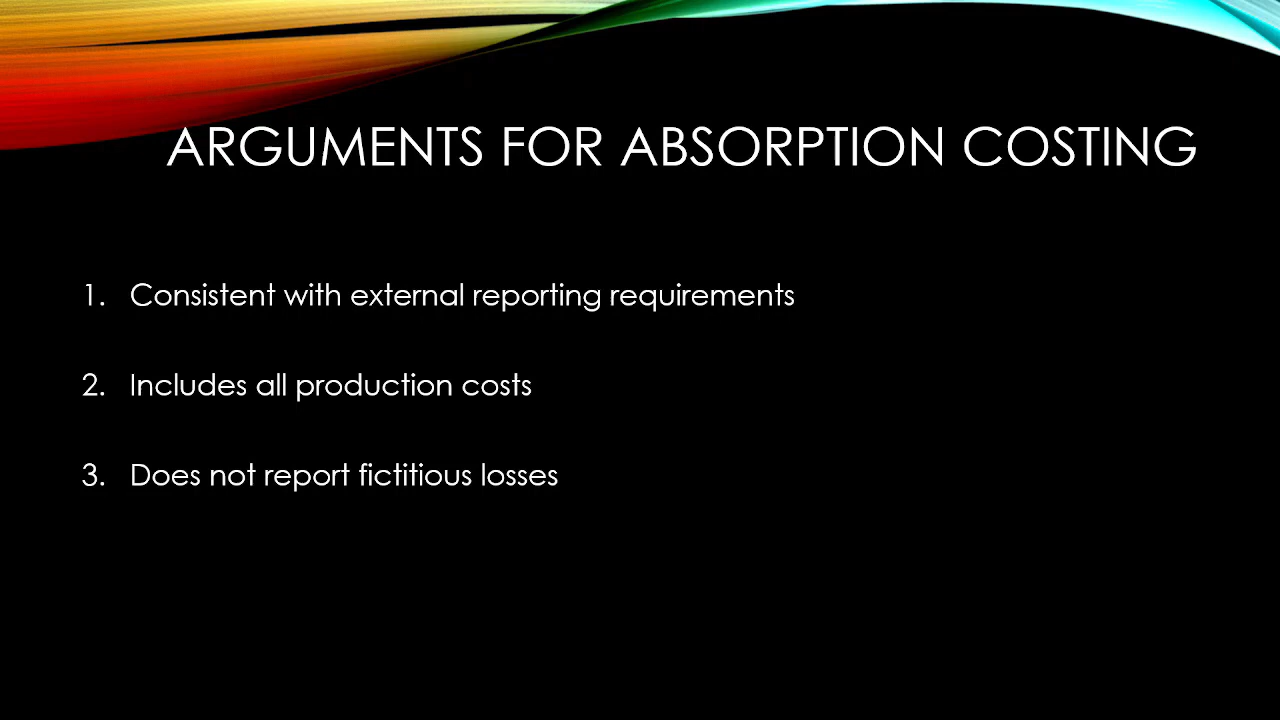 ARGUMENTS FOR ABSORPTION COSTING
1. Consistent with external reporting requirements
2. Includes all production costs
3. Does not report fictitious losses